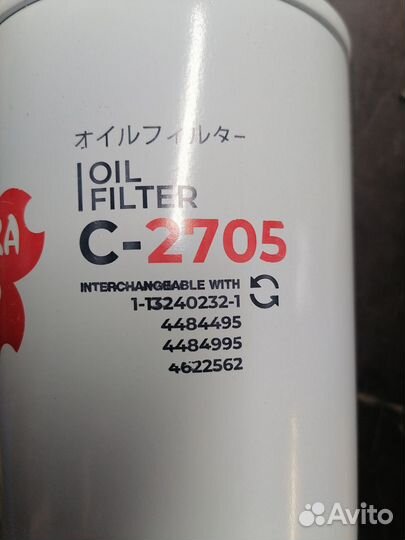 オイルフィルター
OIL
FILTER
C-2705
INTERCHANGEABLE WITH
1-13240232-1
4484495
4484995
4622562
RA
Avito